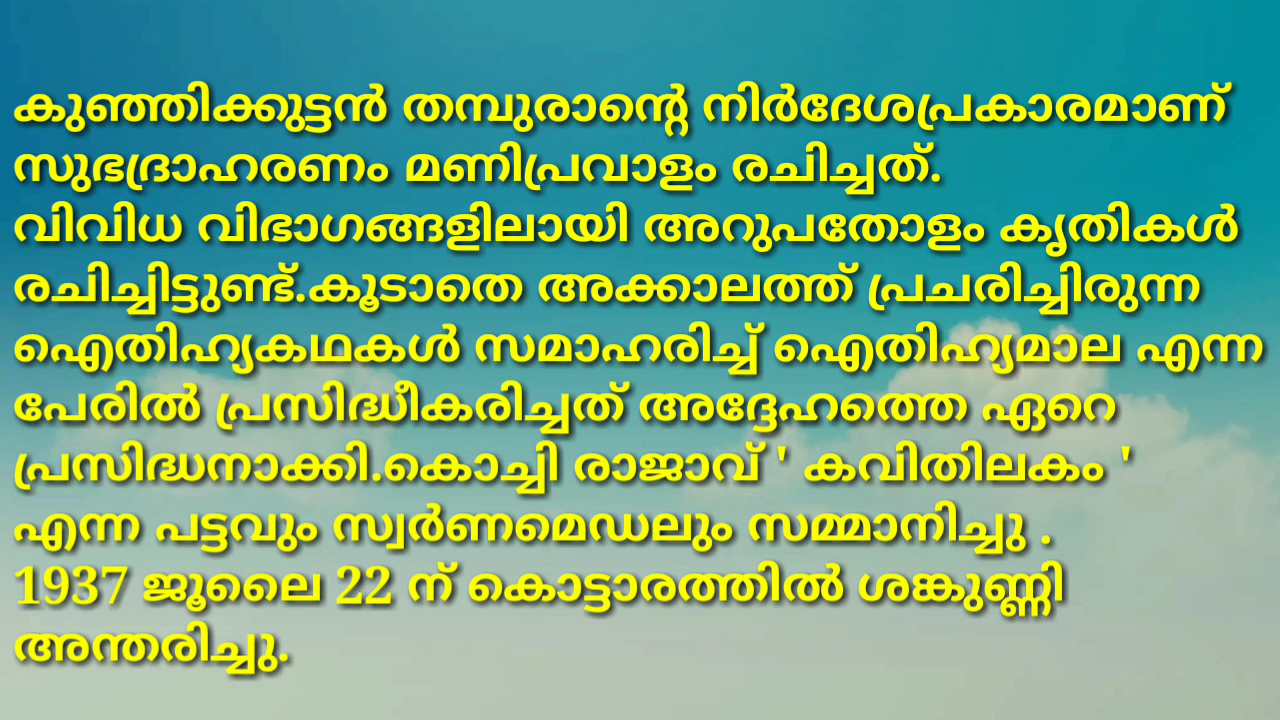 കുഞ്ഞിക്കുട്ടൻ തമ്പുരാന്റെ നിർദേശപ്രകാരമാണ്
സുഭദ്രാഹരണം മണിപ്രവാളം രചിച്ചത്.
വിവിധ വിഭാഗങ്ങളിലായി അറുപതോളം കൃതികൾ
രചിച്ചിട്ടുണ്ട്.കൂടാതെ അക്കാലത്ത് പ്രചരിച്ചിരുന്ന
ഐതിഹ്യകഥകൾ സമാഹരിച്ച് ഐതിഹ്യമാല എന്ന
പേരിൽ പ്രസിദ്ധീകരിച്ചത് അദ്ദേഹത്തെ ഏറെ
പ്രസിദ്ധനാക്കി.കൊച്ചി രാജാവ് ' കവിതിലകം '
എന്ന പട്ടവും സ്വർണമെഡലും സമ്മാനിച്ചു .
1937 ജൂലൈ 22 ന് കൊട്ടാരത്തിൽ ശങ്കുണ്ണി
അന്തരിച്ചു.